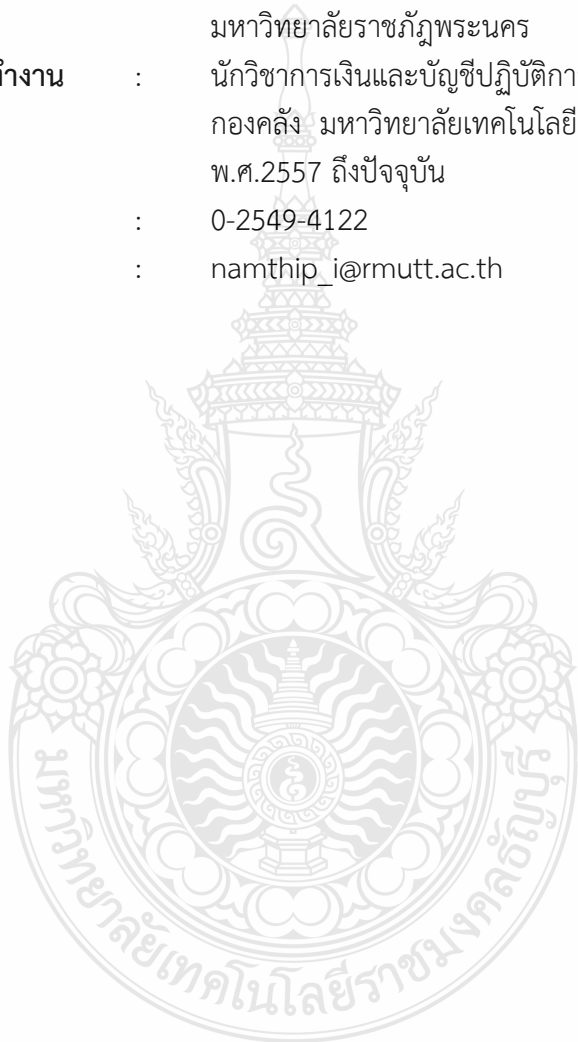 มหาวิทยาลัยราชภัฏพระนคร
ทำงาน : นักวิชาการเงินและบัญชีปฏิบัติกา
กองคลัง มหาวิทยาลัยเทคโนโลยี
พ.ศ.2557 ถึงปัจจุบัน
: 0-2549-4122
: namthip_i@rmutt.ac.th
มหาวิทยาลัยเทคโนโลยีราชมงคลธัญบุรี